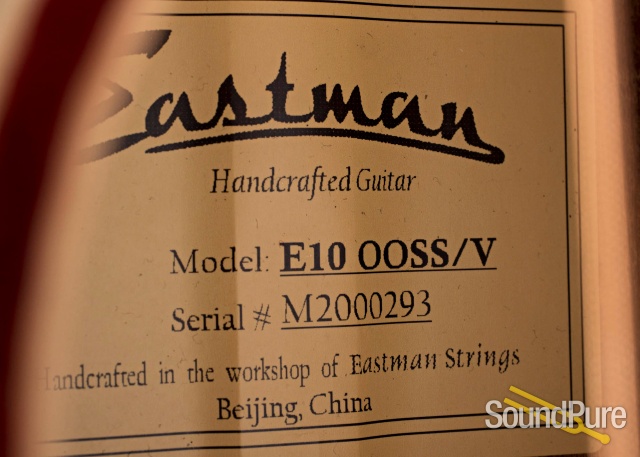 Eastman
Handcrafted Guitar
Model: E10 OOSS/V
Serial # M2000293
Handcrafted in the workshop of Eastman Strings
Beijing, China
SoundPure